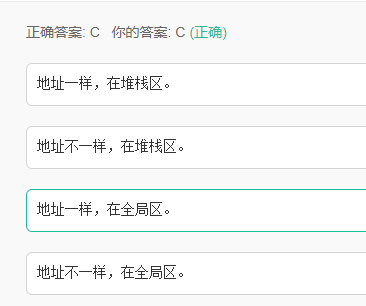 正确答案: C 你的答案: C (正确)
地址一样，在堆栈区。
地址不一样，在堆栈区。
地址一样，在全局区。
地址不一样，在全局区。